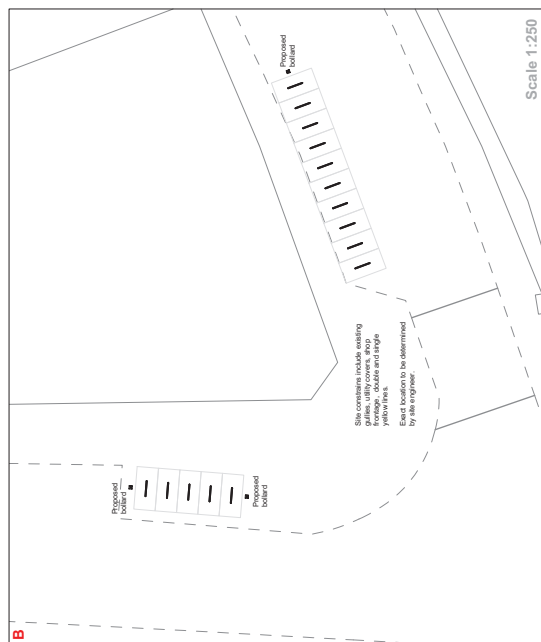 B
Proposed
bollard
Proposed
bollard
Site constrains include existing
gullies, utility covers, shop
frontage, double and single
yellow lines.
Exact location to be determined
by site engineer.
Proposed
bollard
Scale 1:250